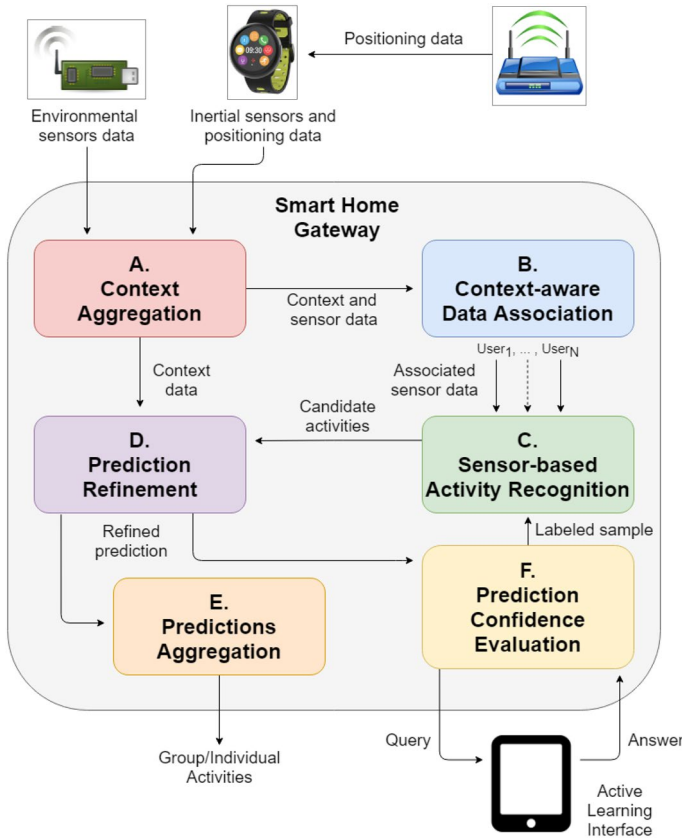 09:30
Positioning data
Environmental
sensors data
Inertial sensors and
positioning data
Smart Home
Gateway
A.
Context
Aggregation
B.
Context-aware
Data Association
Context and
sensor data
User1, ... , UserN
Context
data
Associated
sensor data
Candidate
activities
D.
Prediction
Refinement
C.
Sensor-based
Activity Recognition
Refined
prediction
Labeled sample
E.
Predictions
Aggregation
F.
Prediction
Confidence
Evaluation
Group/Individual
Activities
Query
Answer
Active
Learning
Interface